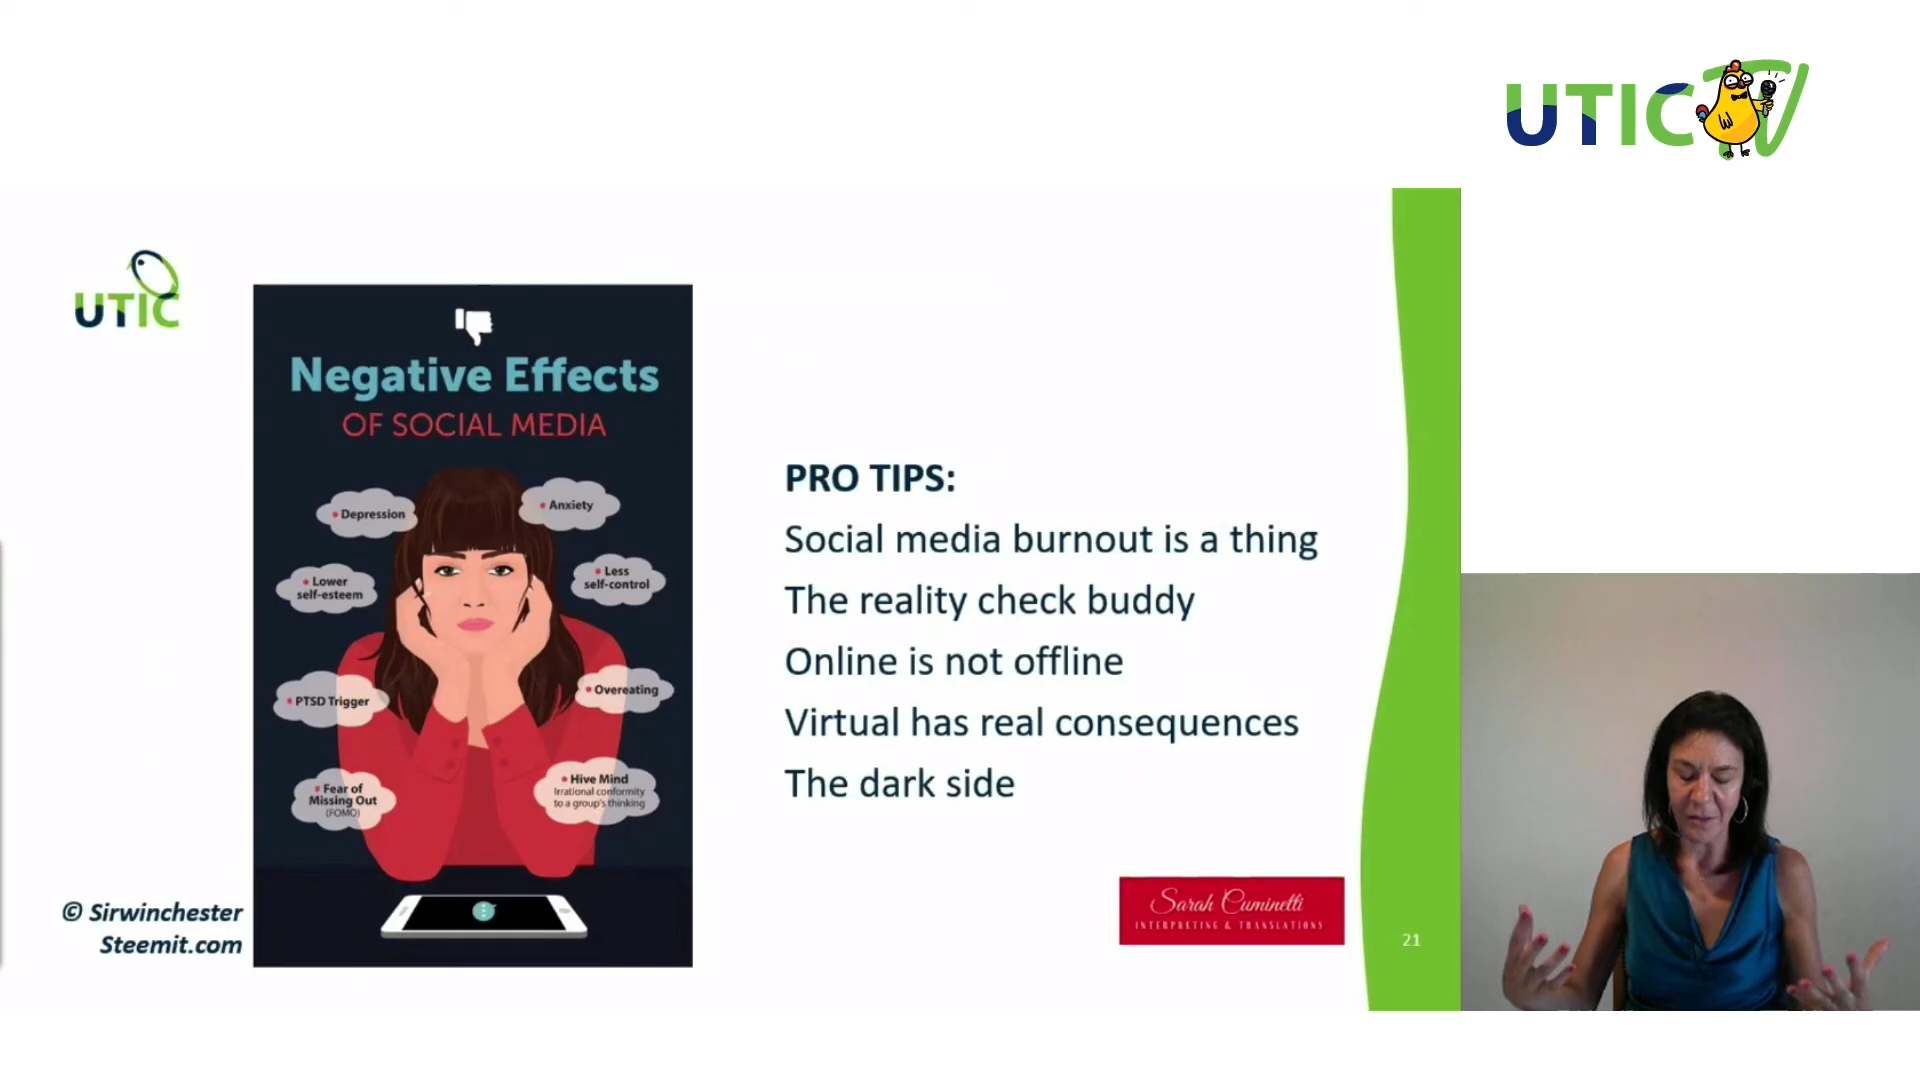 UTIC TV
UTIC
Negative Effects
OF SOCIAL MEDIA
• Depression
• Anxiety
• Lower
self-esteem
• Less
self-control
• PTSD Trigger
• Overeating
• Fear of
Missing Out
(FOMO)
• Hive Mind
Irrational conformity
to a group's thinking
PRO TIPS:
Social media burnout is a thing
The reality check buddy
Online is not offline
Virtual has real consequences
The dark side
© Sirwinchester
Steemit.com
Sarah Cuminetti
INTERPRETING & TRANSLATIONS
21